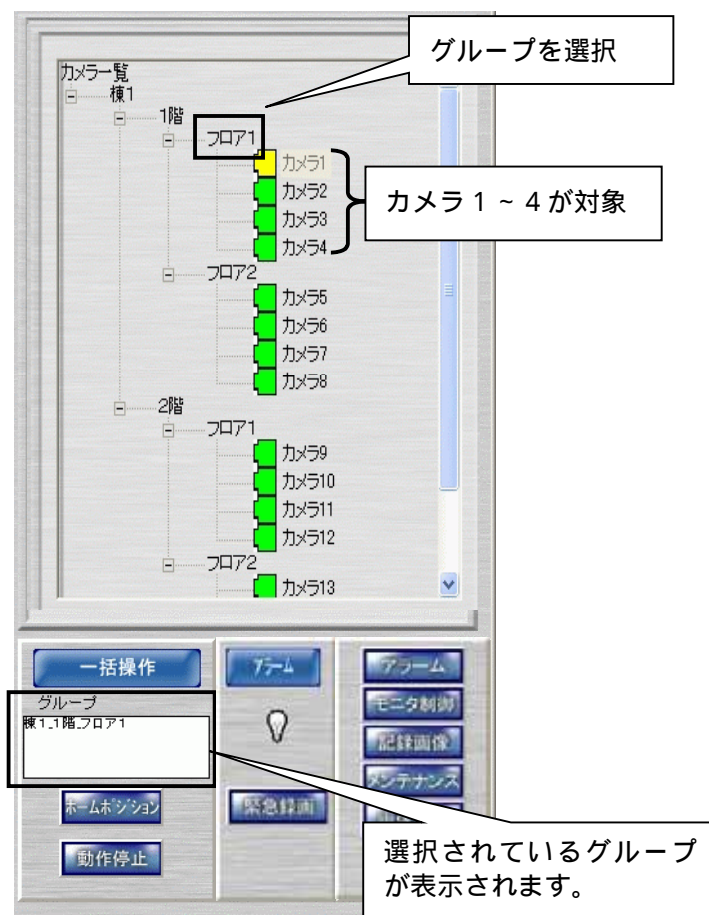 グループを選択
カメラ一覧
棟1
1階
フロア1
カメラ1
カメラ2
カメラ3
カメラ4
カメラ1~4が対象
フロア2
カメラ5
カメラ6
カメラ7
カメラ8
2階
フロア1
カメラ9
カメラ10
カメラ11
カメラ12
フロア2
カメラ13
一括操作
アラーム
アラーム
グループ
モニタ制御
棟1_1階_フロア1
記録画像
メンテナンス
ホームポジション
緊急録画
動作停止
選択されているグループ
が表示されます。